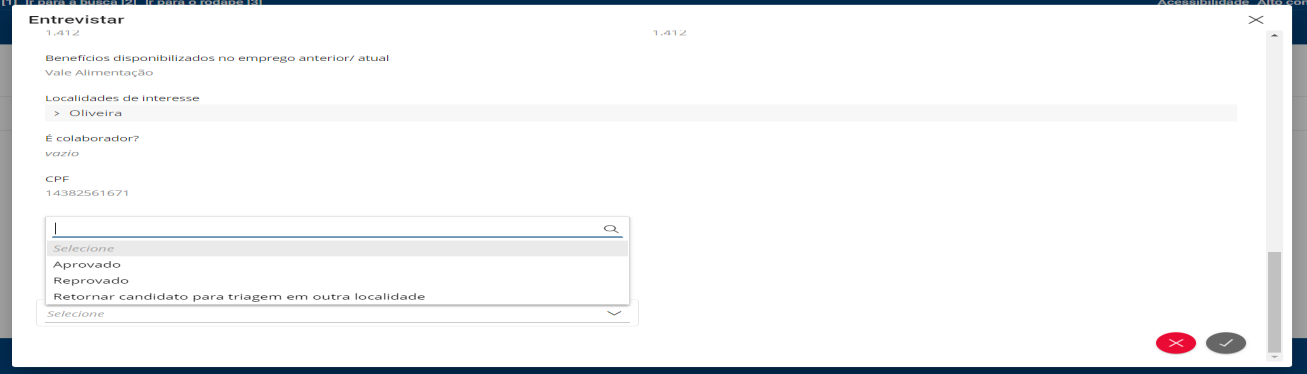 [1] Ir para a busca [2] Ir para o rodapé [3]
Acessibilidade Alto con
Entrevistar
1.412 1.412
Benefícios disponibilizados no emprego anterior/ atual
Vale Alimentação
Localidades de interesse
> Oliveira
É colaborador?
vazio
CPF
14382561671
Selecione
Aprovado
Reprovado
Retornar candidato para triagem em outra localidade
Selecione